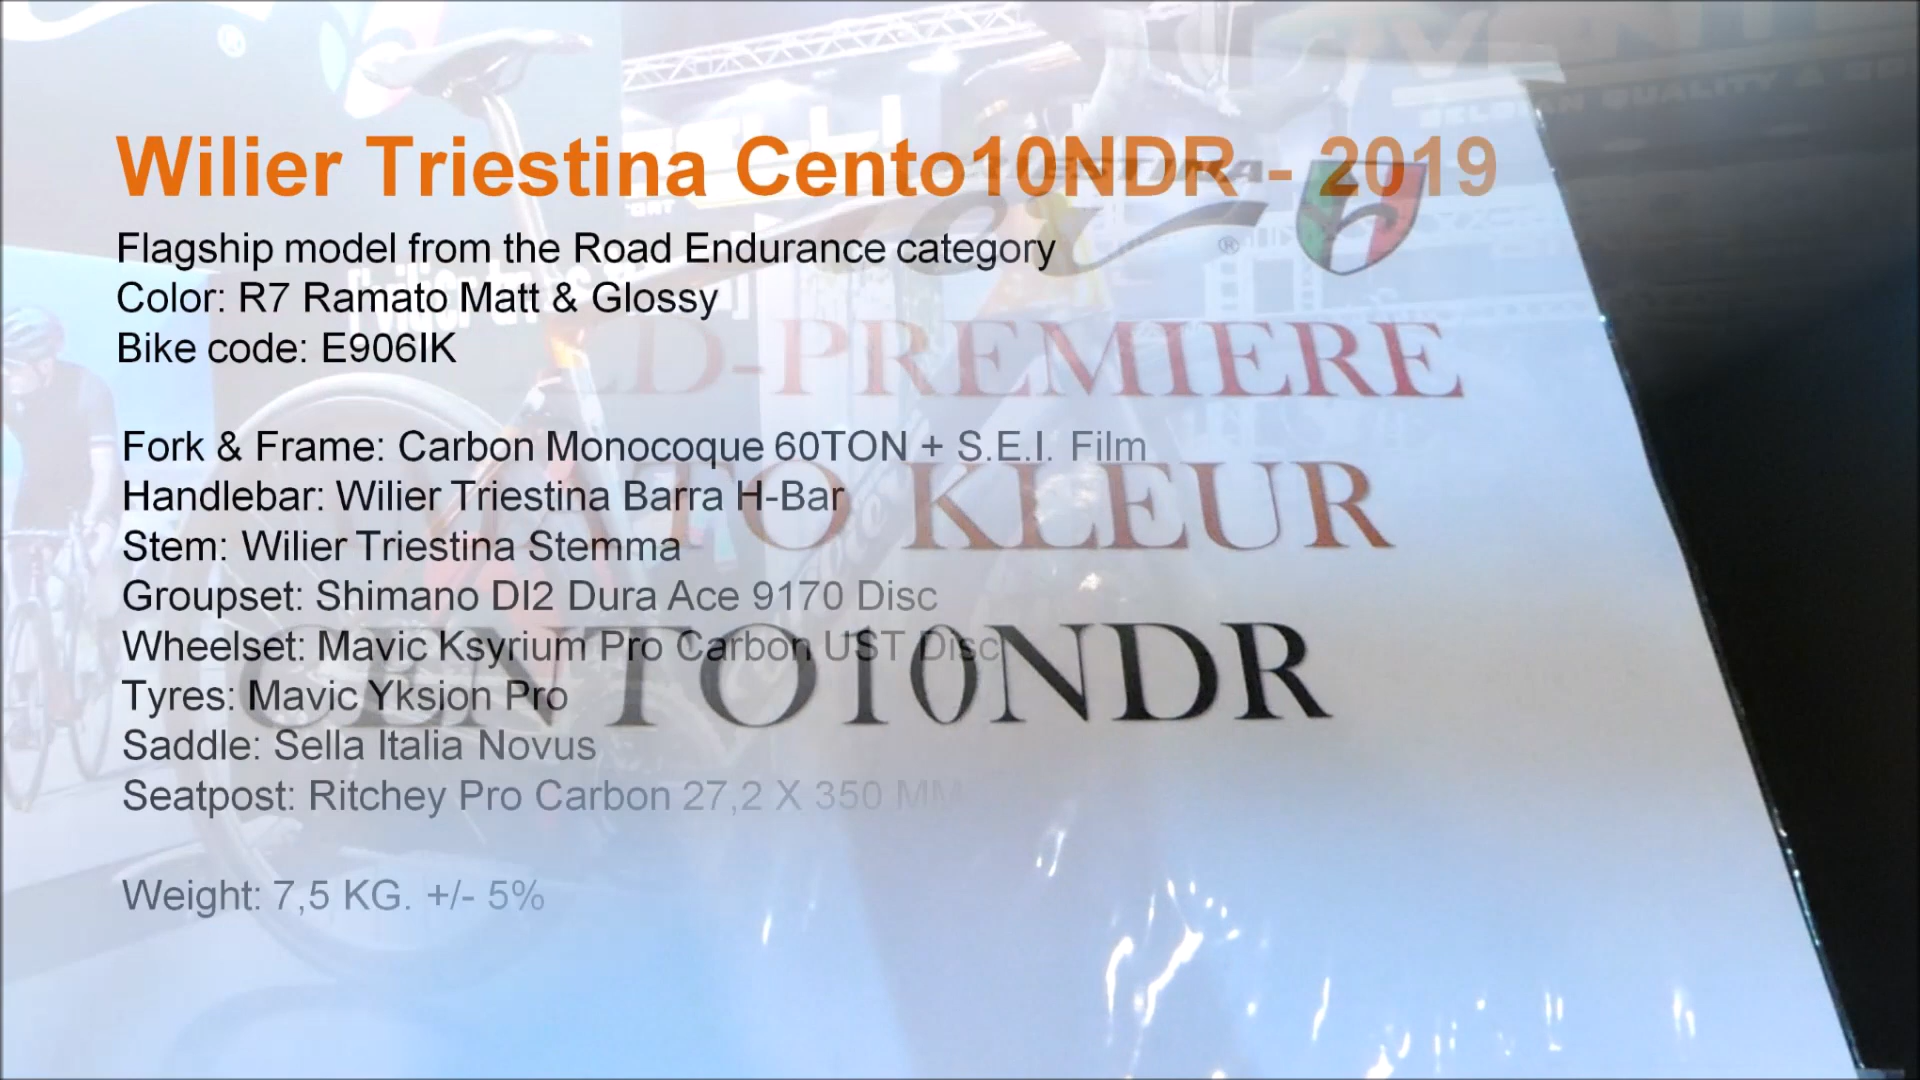 Wilier Triestina Cento10NDR - 2019
Flagship model from the Road Endurance category
Color: R7 Ramato Matt & Glossy
Bike code: E906IK
Fork & Frame: Carbon Monocoque 60TON + S.E.I. Film
Handlebar: Wilier Triestina Barra H-Bar
Stem: Wilier Triestina Stemma
Groupset: Shimano DI2 Dura Ace 9170 Disc
Wheelset: Mavic Ksyrium Pro Carbon UST Disc
Tyres: Mavic Yksion Pro
Saddle: Sella Italia Novus
Seatpost: Ritchey Pro Carbon 27,2 X 350 MM
Weight: 7,5 KG. +/- 5%
D-PREMIERE
TO KLEUR
CENTO10NDR